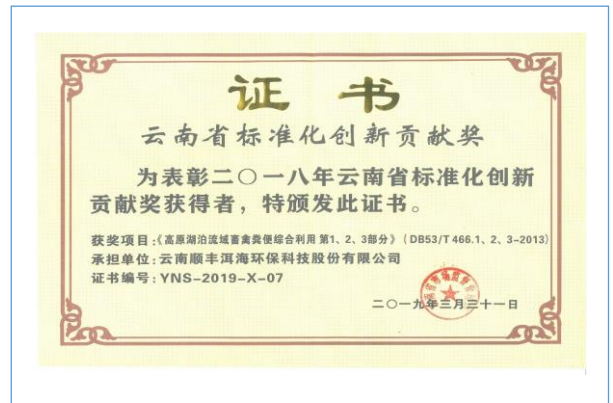 证书
云南省标准化创新贡献奖
为表彰二〇一八年云南省标准化创新
贡献奖获得者，特颁发此证书。
获奖项目:《高原湖泊流域畜禽粪便综合利用 第1、2、3部分》（DB53/T 466.1、2、3-2013)
承担单位:云南顺丰洱海环保科技股份有限公司
证书编号: YNS-2019-X-07
二〇一九年三月三十一日